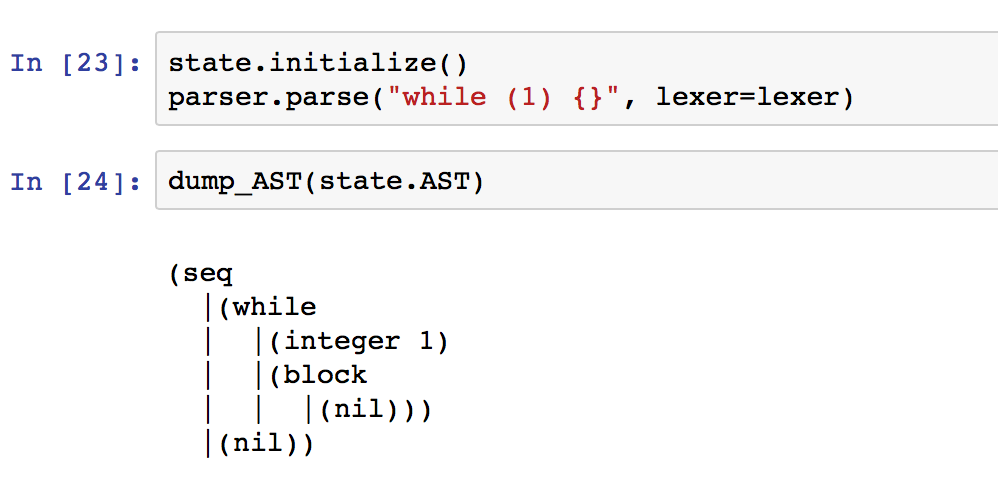 In [23]: state.initialize()
parser.parse("while (1) {}", lexer=lexer)
In [24]: dump_AST(state.AST)
(seq
  |(while
  |  |(integer 1)
  |  |(block
  |  |  |(nil)))
  |(nil))